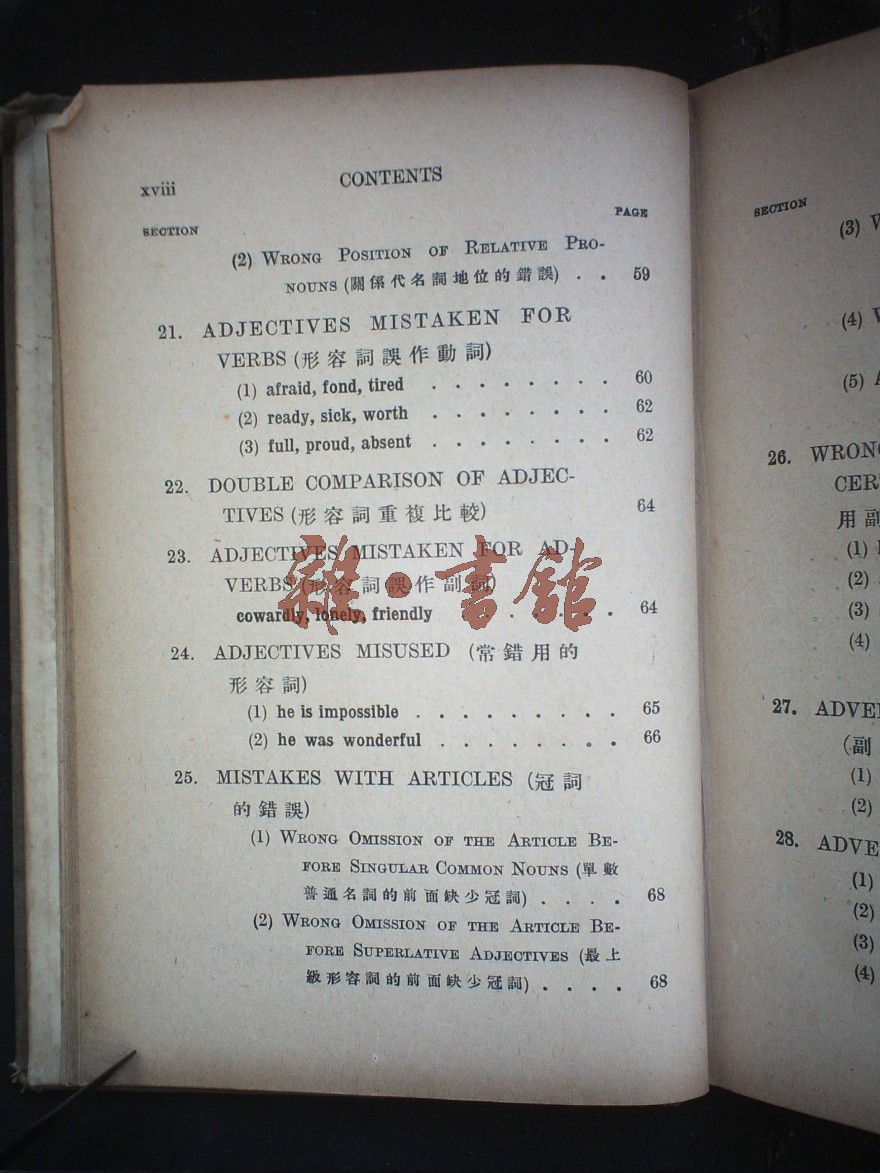 xviii CONTENTS
SECTION PAGE
(2) WRONG POSITION OF RELATIVE PRO-
NOUNS (關係代名詞地位的錯誤) . . 59
21. ADJECTIVES MISTAKEN FOR
VERBS (形容詞誤作動詞)
(1) afraid, fond, tired . . . . . . . . 60
(2) ready, sick, worth . . . . . . . . 62
(3) full, proud, absent . . . . . . . . 62
22. DOUBLE COMPARISON OF ADJEC-
TIVES (形容詞重複比較) 64
23. ADJECTIVES MISTAKEN FOR AD-
VERBS (形容詞誤作副詞)
cowardly, lonely, friendly . . . . . 64
24. ADJECTIVES MISUSED (常錯用的
形容詞)
(1) he is impossible . . . . . . . . . 65
(2) he was wonderful . . . . . . . . 66
25. MISTAKES WITH ARTICLES (冠詞
的錯誤)
(1) WRONG OMISSION OF THE ARTICLE BE-
FORE SINGULAR COMMON NOUNS (單數
普通名詞的前面缺少冠詞) . . . . 68
(2) WRONG OMISSION OF THE ARTICLE BE-
FORE SUPERLATIVE ADJECTIVES (最上
級形容詞的前面缺少冠詞) . . . . 68
雜·書館
SECTION
(3)
(4)
(5)
26. WRONG
CER
用副
(1)
(2)
(3)
(4)
27. ADVE
(副
(1)
(2)
28. ADVE
(1)
(2)
(3)
(4)